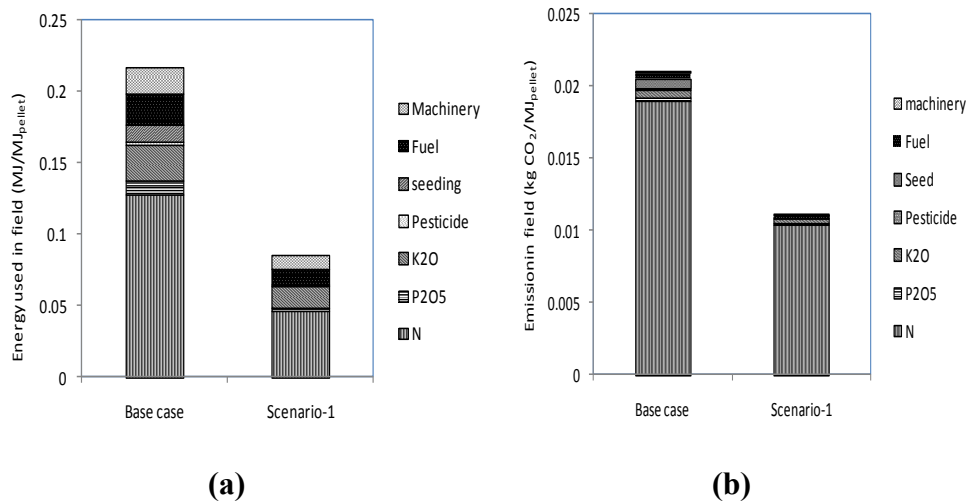 Energy used in field (MJ/MJpellet)
0.25
0.2
0.15
0.1
0.05
0
Base case
Scenario-1
Machinery
Fuel
seeding
Pesticide
K2O
P2O5
N
(a)
Emissionin field (kg CO2/MJpellet)
0.025
0.02
0.015
0.01
0.005
0
Base case
Scenario-1
machinery
Fuel
Seed
Pesticide
K2O
P2O5
N
(b)